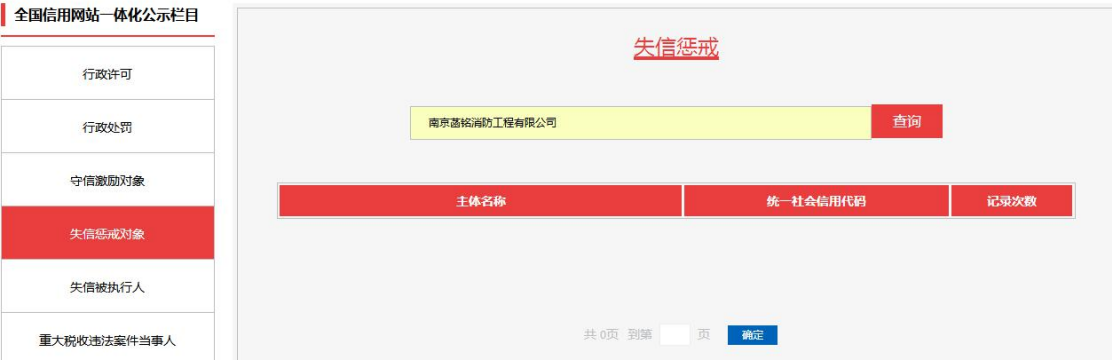 全国信用网站一体化公示栏目
行政许可
行政处罚
守信激励对象
失信惩戒对象
失信被执行人
重大税收违法案件当事人
失信惩戒
南京菡铭消防工程有限公司
查询
主体名称 统一社会信用代码 记录次数
共 0页 到第 页 确定